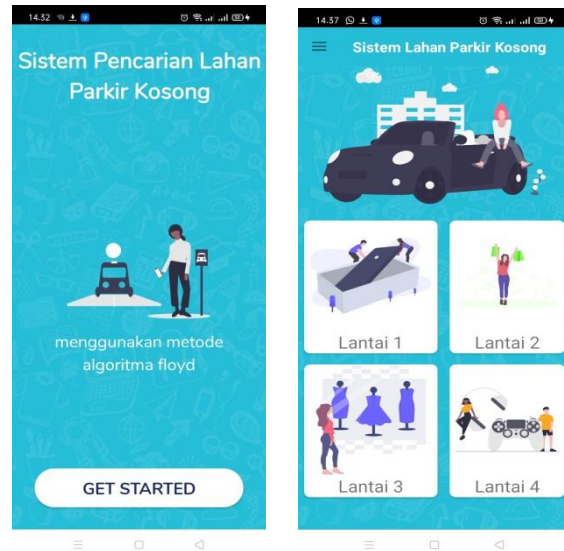 14.32
Sistem Pencarian Lahan
Parkir Kosong
menggunakan metode
algoritma floyd
GET STARTED
14.37
Sistem Lahan Parkir Kosong
Lantai 1
Lantai 2
Lantai 3
Lantai 4